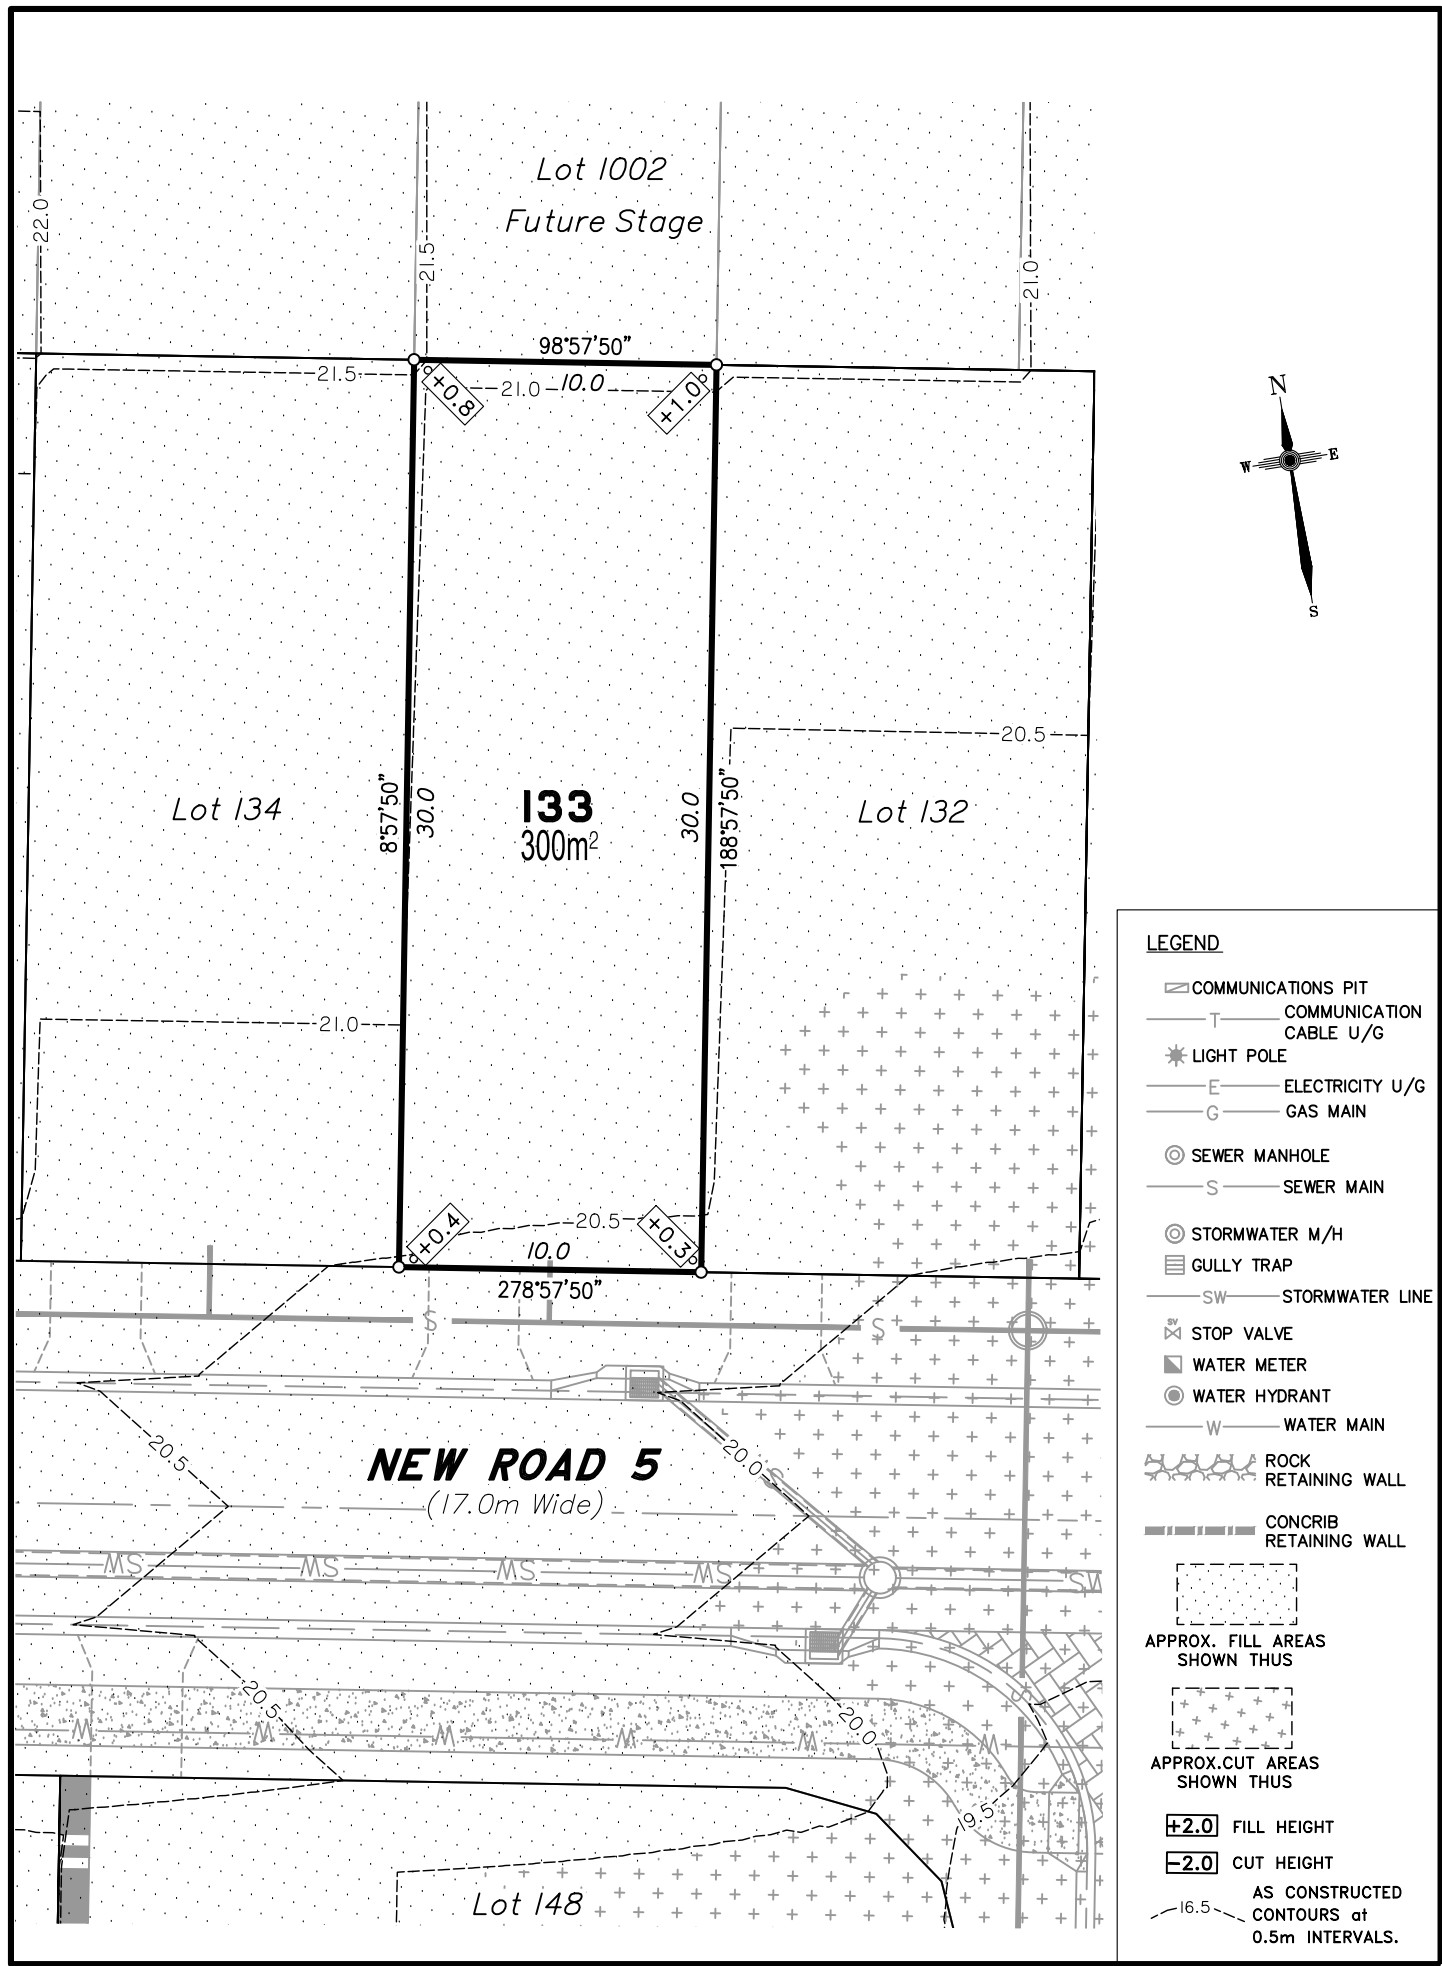 Lot 1002
Future Stage
22.0
21.5
21.0
98°57'50"
21.5
+0.8
21.0
10.0
+1.0
N
W
E
S
20.5
8°57'50"
30.0
Lot 134
133
300m²
30.0
188°57'50"
Lot 132
21.0
+0.4
20.5
+0.3
10.0
278°57'50"
S
S
20.5
NEW ROAD 5
(17.0m Wide)
20.0
S
SW
SW
SW
SW
SW
20.5
20.0
S
W
W
W
W
W
W
19.5
Lot 148
LEGEND
COMMUNICATIONS PIT
T
COMMUNICATION
CABLE U/G
LIGHT POLE
E
ELECTRICITY U/G
G
GAS MAIN
SEWER MANHOLE
S
SEWER MAIN
STORMWATER M/H
GULLY TRAP
SW
STORMWATER LINE
SV
STOP VALVE
WATER METER
WATER HYDRANT
W
WATER MAIN
ROCK
RETAINING WALL
CONCRIB
RETAINING WALL
APPROX. FILL AREAS
SHOWN THUS
APPROX.CUT AREAS
SHOWN THUS
+2.0
FILL HEIGHT
-2.0
CUT HEIGHT
16.5
AS CONSTRUCTED
CONTOURS at
0.5m INTERVALS.